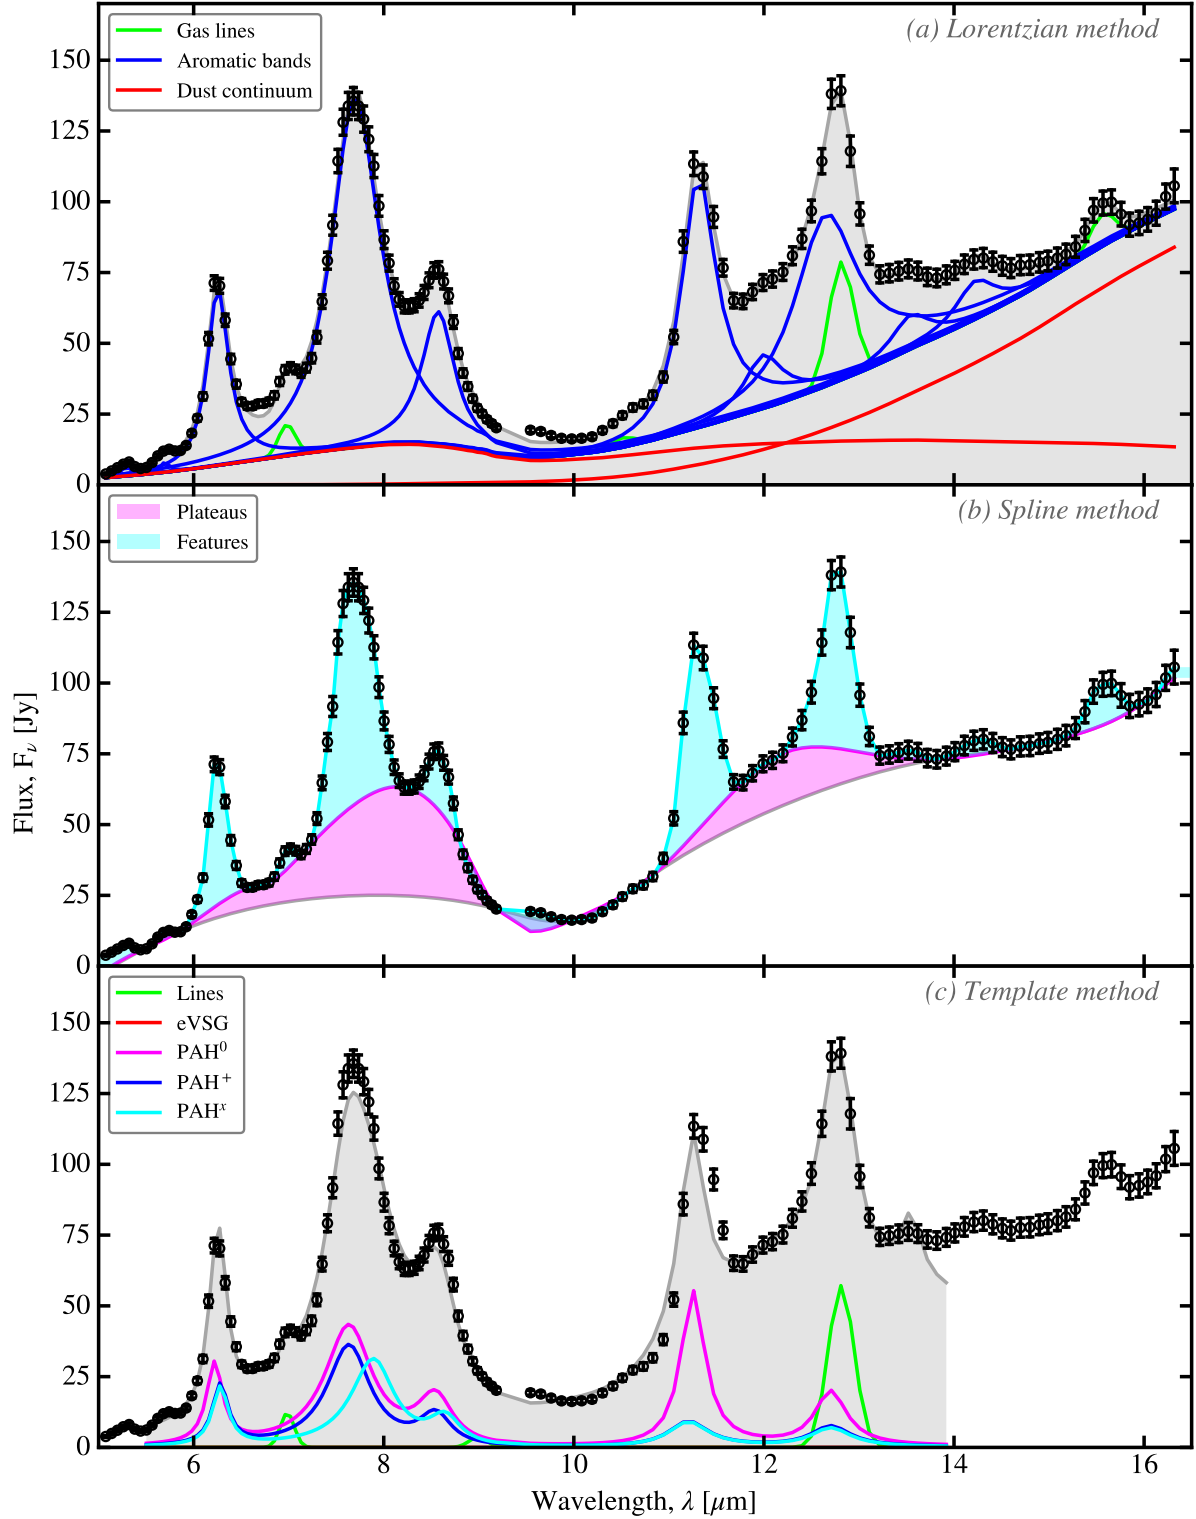 (a) Lorentzian method
Gas lines
Aromatic bands
Dust continuum
150
125
100
75
50
25
0
(b) Spline method
Plateaus
Features
150
125
100
75
50
25
0
Flux, Fν [Jy]
(c) Template method
Lines
eVSG
PAH⁰
PAH⁺
PAHˣ
150
125
100
75
50
25
0
6 8 10 12 14 16
Wavelength, λ [μm]